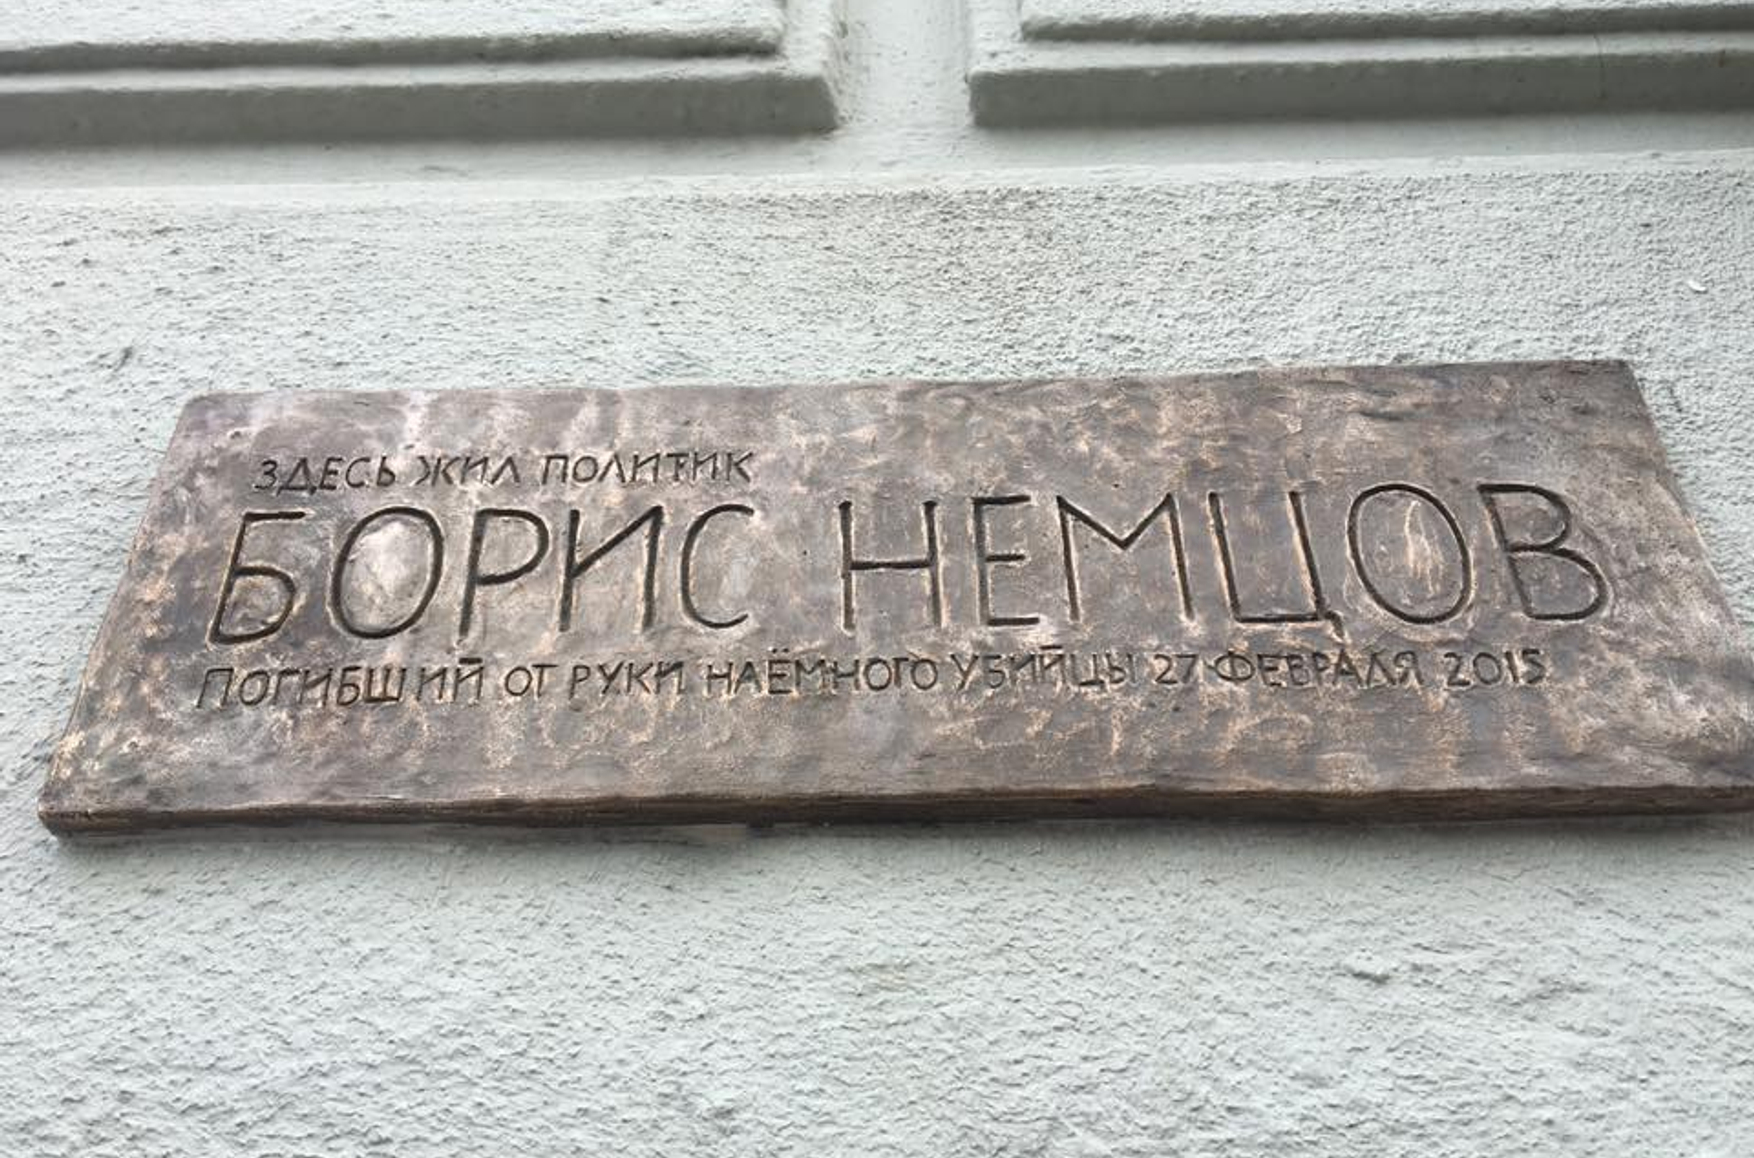 ЗДЕСЬ ЖИЛ ПОЛИТИК
БОРИС НЕМЦОВ
ПОГИБШИЙ ОТ РУКИ НАЁМНОГО УБИЙЦЫ 27 ФЕВРАЛЯ 2015